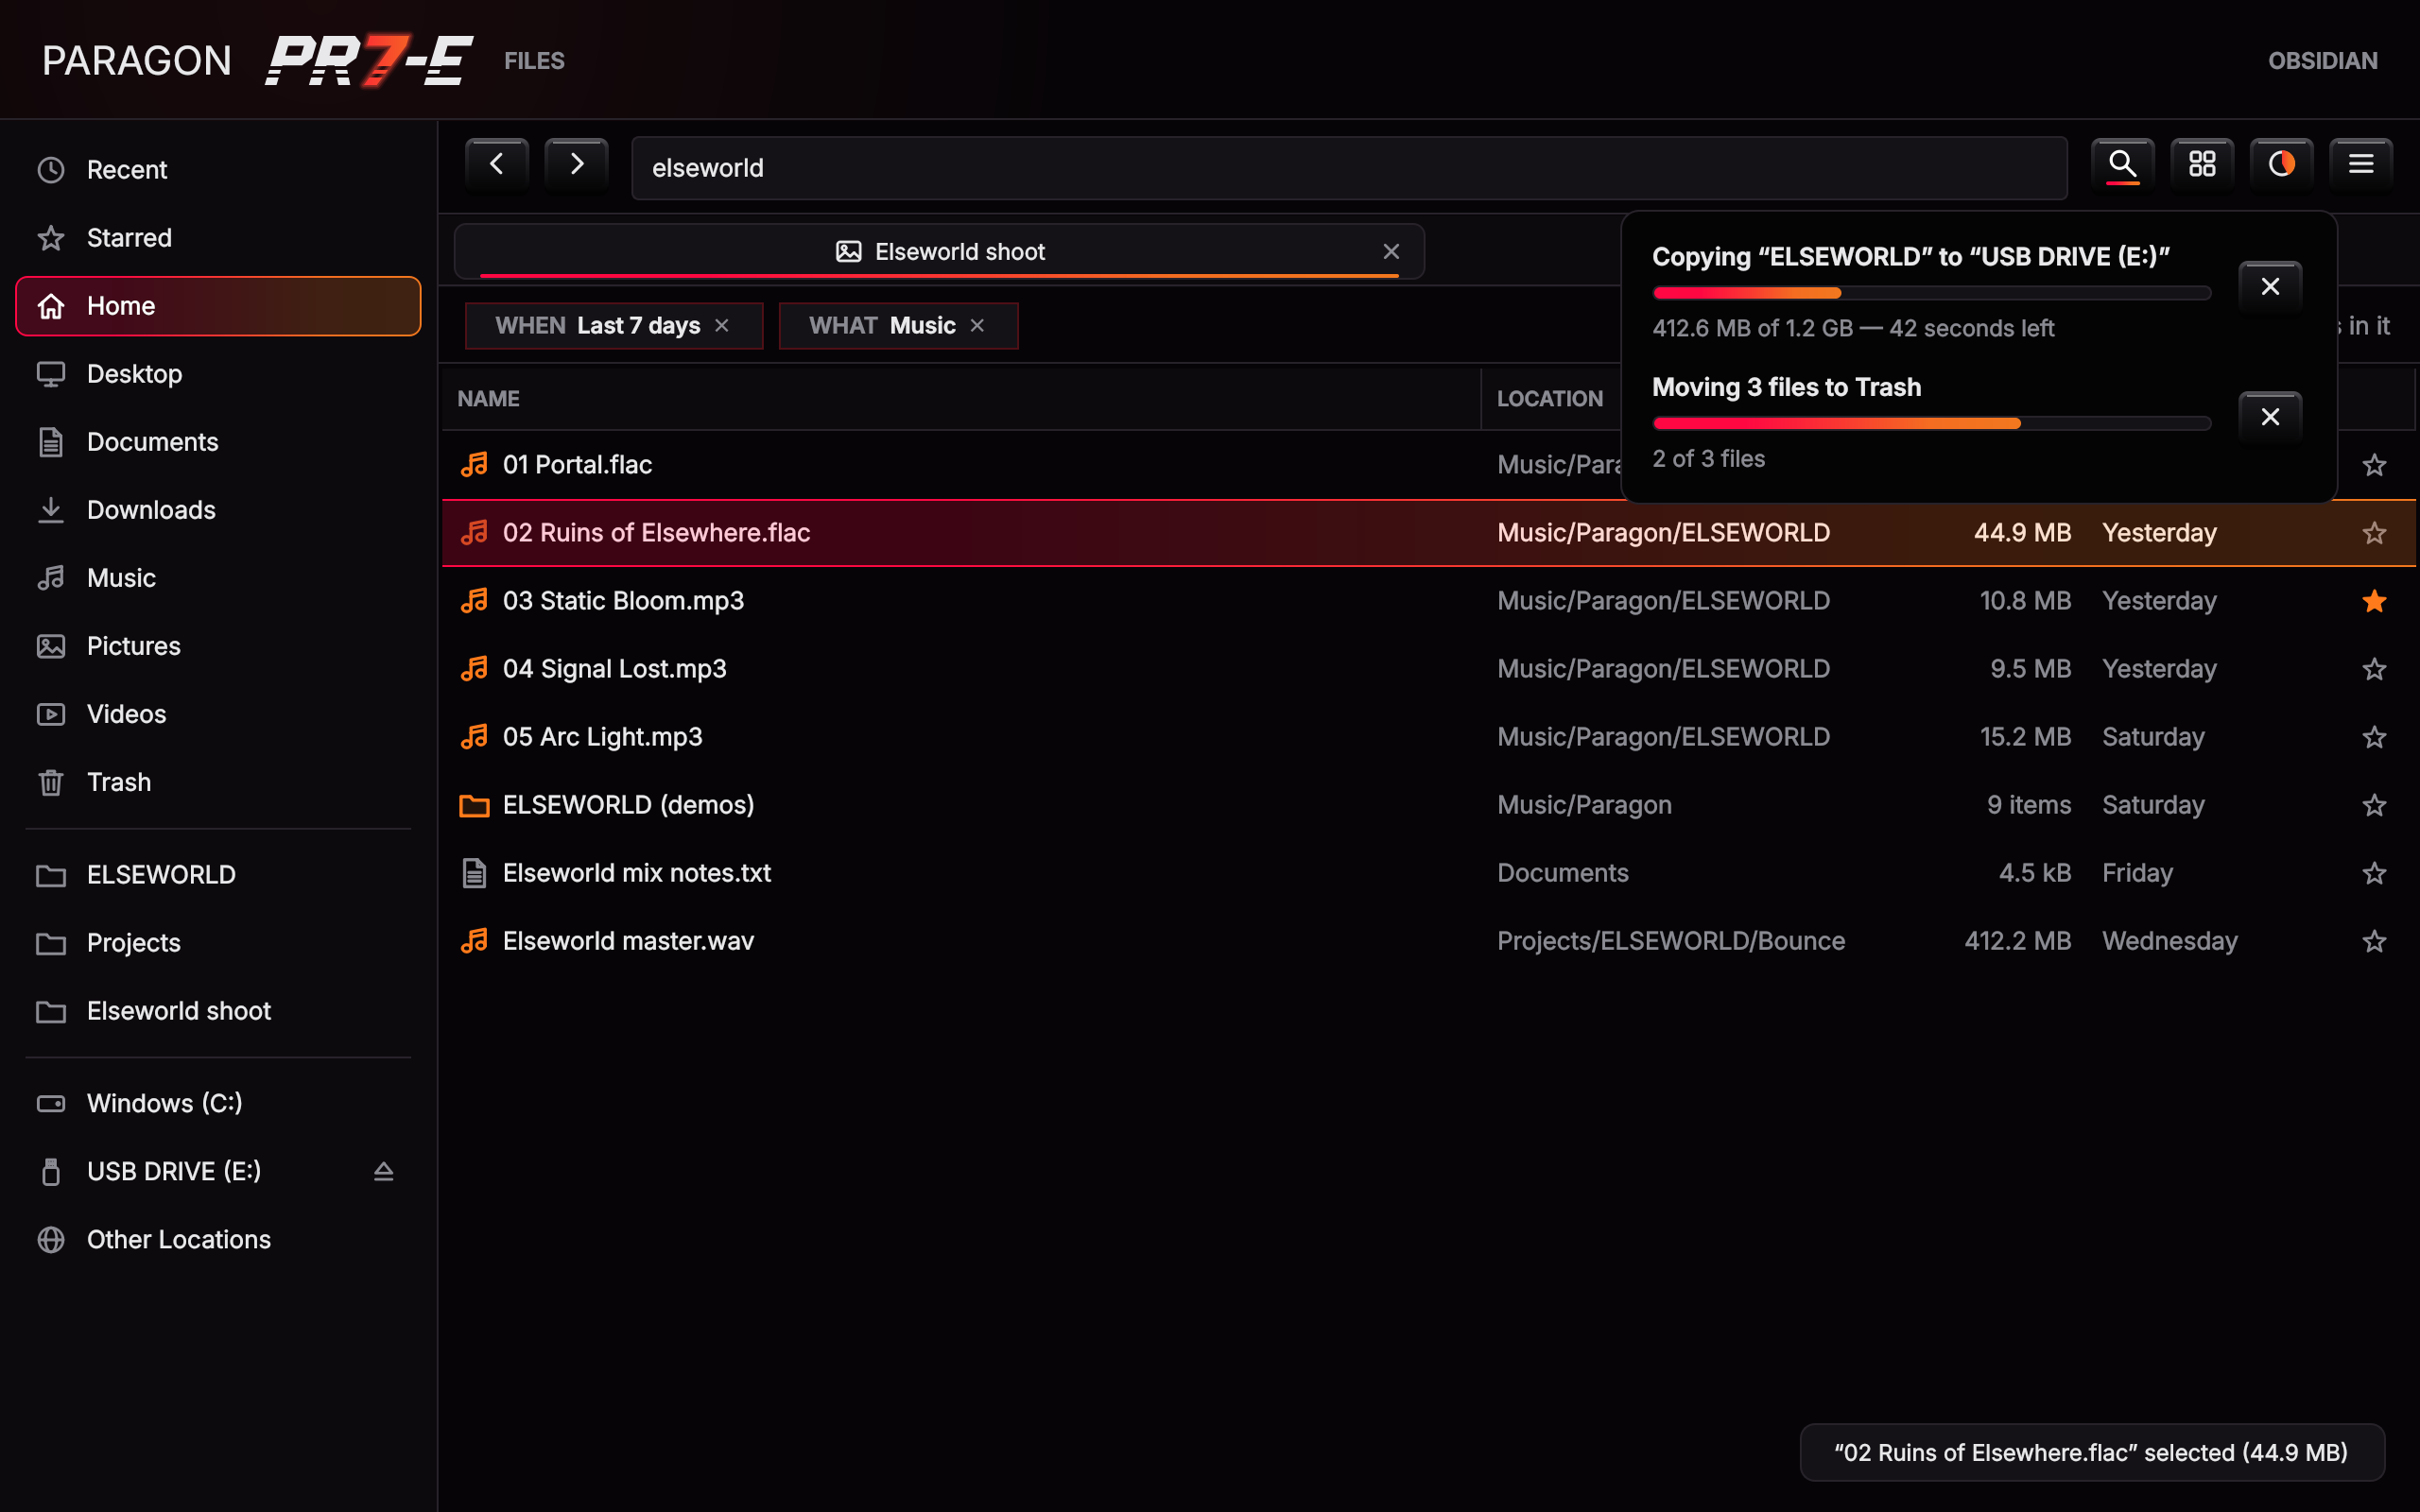 PARAGON PR7-E FILES OBSIDIAN
Recent
Starred
Home
Desktop
Documents
Downloads
Music
Pictures
Videos
Trash
ELSEWORLD
Projects
Elseworld shoot
Windows (C:)
USB DRIVE (E:)
Other Locations
elseworld
Elseworld shoot
WHEN Last 7 days
WHAT Music
in it
Copying “ELSEWORLD” to “USB DRIVE (E:)”
412.6 MB of 1.2 GB — 42 seconds left
Moving 3 files to Trash
2 of 3 files
NAME LOCATION
01 Portal.flac
02 Ruins of Elsewhere.flac Music/Paragon/ELSEWORLD 44.9 MB Yesterday
03 Static Bloom.mp3 Music/Paragon/ELSEWORLD 10.8 MB Yesterday
04 Signal Lost.mp3 Music/Paragon/ELSEWORLD 9.5 MB Yesterday
05 Arc Light.mp3 Music/Paragon/ELSEWORLD 15.2 MB Saturday
ELSEWORLD (demos) Music/Paragon 9 items Saturday
Elseworld mix notes.txt Documents 4.5 kB Friday
Elseworld master.wav Projects/ELSEWORLD/Bounce 412.2 MB Wednesday
“02 Ruins of Elsewhere.flac” selected (44.9 MB)